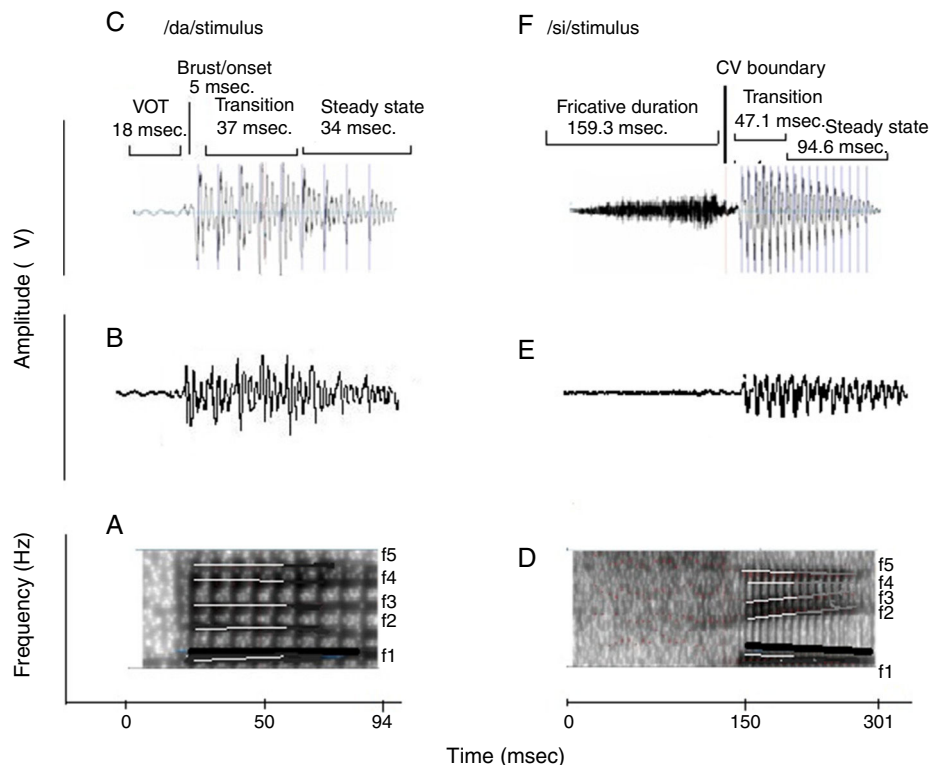 C
/da/stimulus
Brust/onset
5 msec.
VOT
18 msec.
Transition
37 msec.
Steady state
34 msec.
F
/si/stimulus
CV boundary
Fricative duration
159.3 msec.
Transition
47.1 msec.
Steady state
94.6 msec.
Amplitude ( V)
B
E
Frequency (Hz)
A
f5
f4
f3
f2
f1
D
f5
f4
f3
f2
f1
0
50
94
0
150
301
Time (msec)